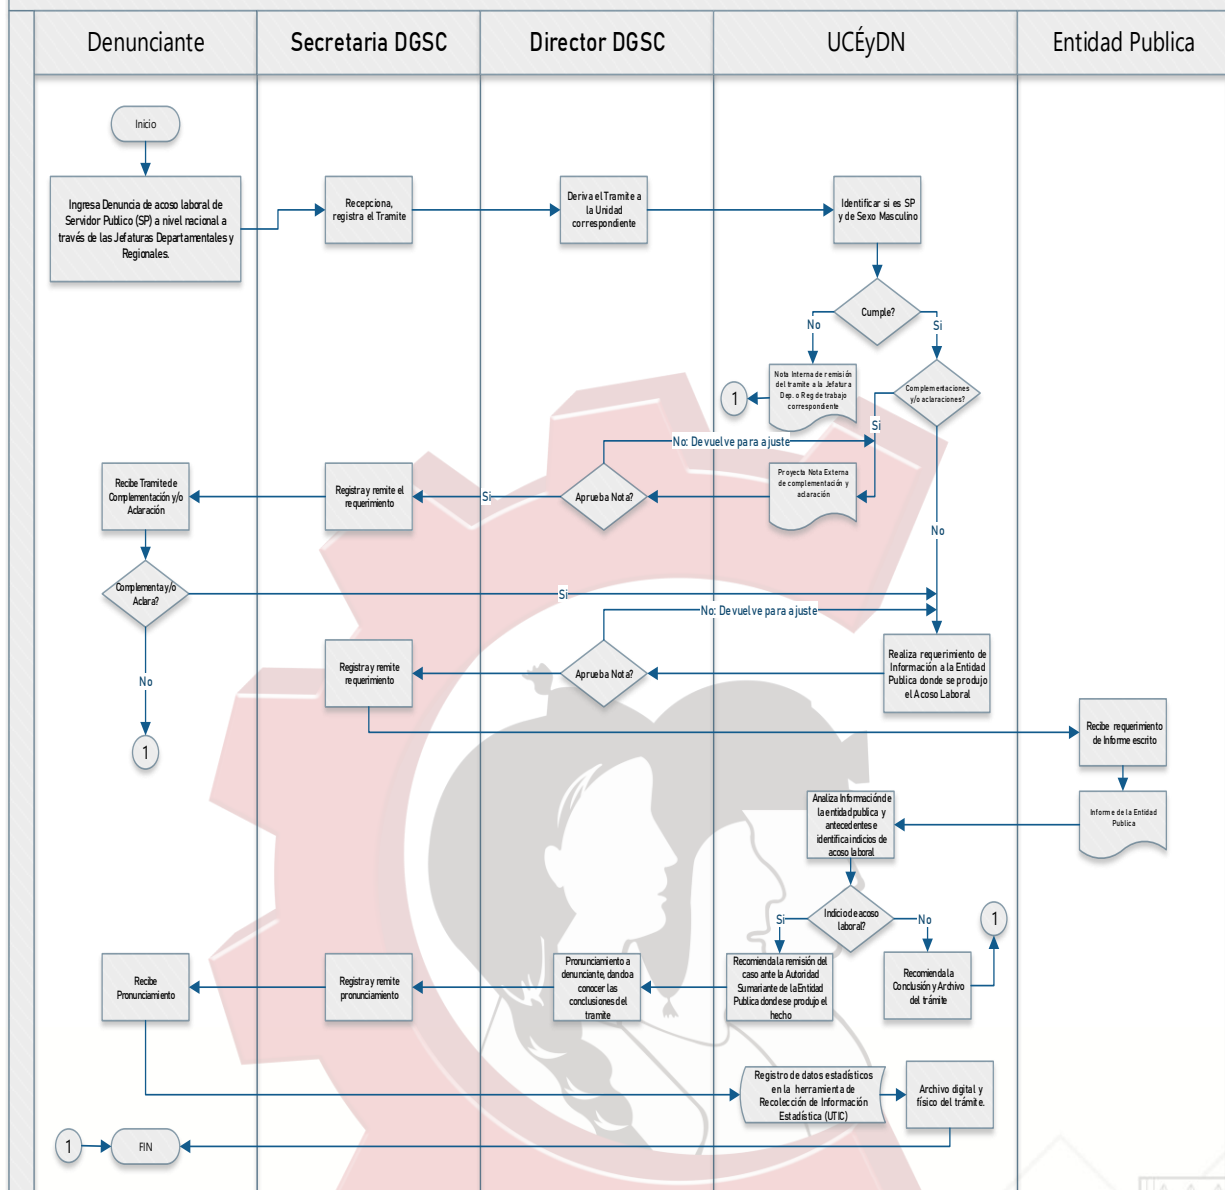 Denunciante
Secretaria DGSC
Director DGSC
UCÉyDN
Entidad Publica
Inicio
Ingresa Denuncia de acoso laboral de
Servidor Publico (SP) a nivel nacional a
través de las Jefaturas Departamentales y
Regionales.
Recepciona,
registra el Tramite
Deriva el Tramite a
la Unidad
correspondiente
Identificar si es SP
y de Sexo Masculino
Cumple?
No
Si
Nota Interna de remisión
del tramite a la Jefatura
Dep. o Reg de trabajo
correspondiente
1
Complementaciones
y/o aclaraciones?
Si
No: Devuelve para ajuste
Recibe Tramite de
Complementación y/o
Aclaración
Registra y remite el
requerimiento
Si
Aprueba Nota?
Proyecta Nota Externa
de complementación y
aclaración
No
Complementa y/o
Aclara?
Si
No: Devuelve para ajuste
Registra y remite
requerimiento
Aprueba Nota?
Realiza requerimiento de
Información a la Entidad
Publica donde se produjo
el Acoso Laboral
No
1
Recibe requerimiento
de Informe escrito
Analiza Información de
la entidad publica y
antecedentes e
identifica indicios de
acoso laboral
Informe de la Entidad
Publica
Indicio de acoso
laboral?
Si
No
1
Recibe
Pronunciamiento
Registra y remite
pronunciamiento
Pronunciamiento a
denunciante, dando a
conocer las
conclusiones del
tramite
Recomienda la remisión del
caso ante la Autoridad
Sumariante de la Entidad
Publica donde se produjo el
hecho
Recomienda la
Conclusión y Archivo
del trámite
Registro de datos estadísticos
en la herramienta de
Recolección de Información
Estadística (UTIC)
Archivo digital y
físico del trámite.
1
FIN